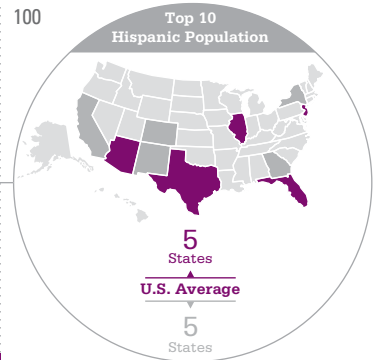 100
Top 10
Hispanic Population
5
States
U.S. Average
5
States